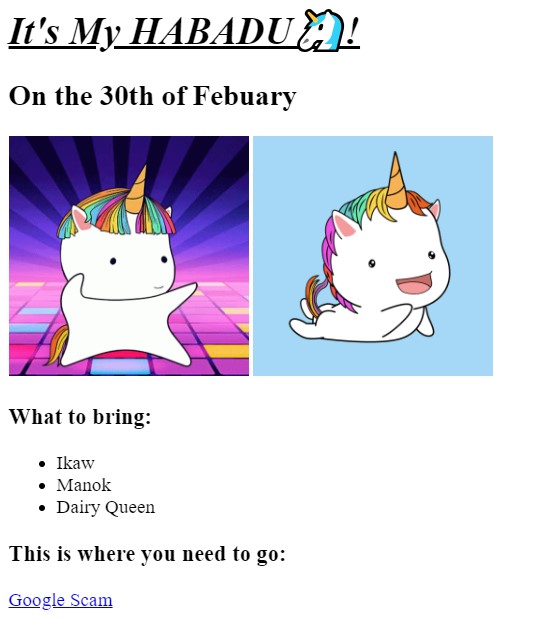 It's My HABADU🦄!
On the 30th of Febuary
What to bring:
Ikaw
Manok
Dairy Queen
This is where you need to go:
Google Scam